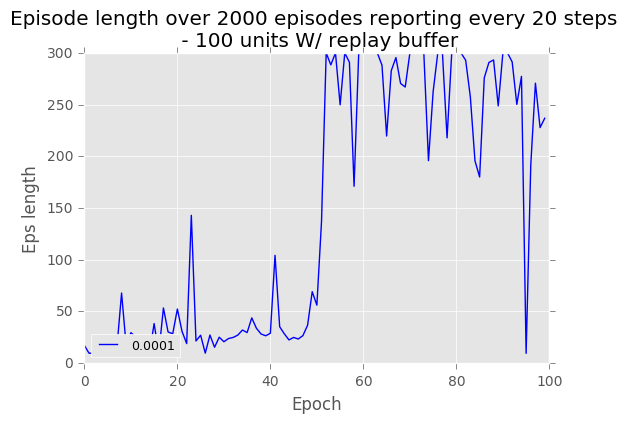 Episode length over 2000 episodes reporting every 20 steps
- 100 units W/ replay buffer
300
250
200
150
100
50
0
Eps length
0.0001
0 20 40 60 80 100
Epoch